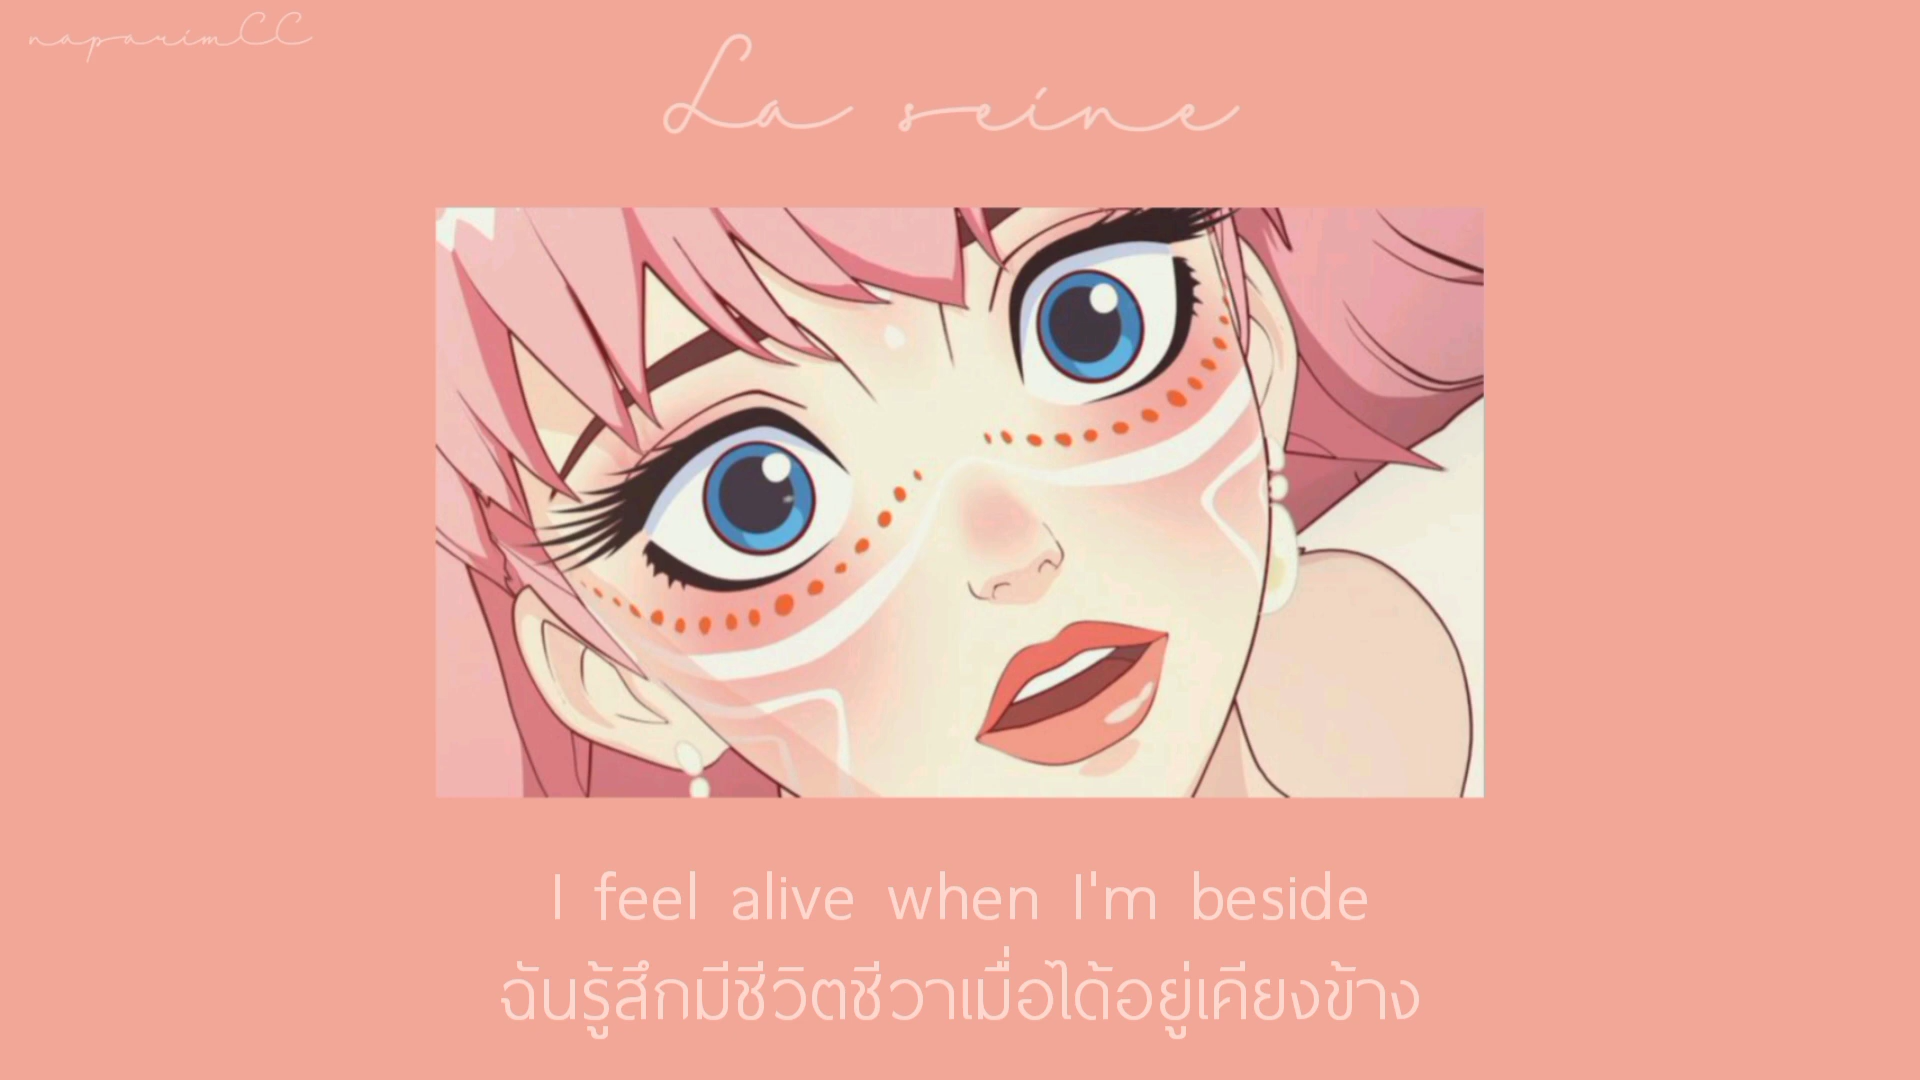 naparimCC
La seine
I feel alive when I'm beside
ฉันรู้สึกมีชีวิตชีวาเมื่อได้อยู่เคียงข้าง